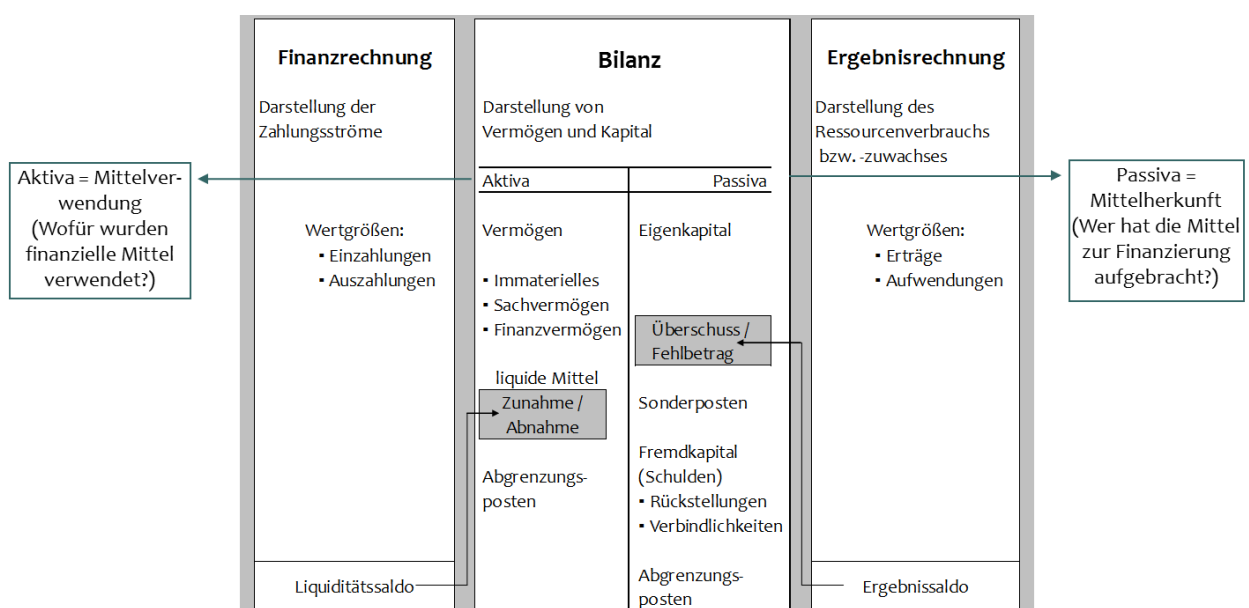 Aktiva = Mittelver-
wendung
(Wofür wurden
finanzielle Mittel
verwendet?)
Finanzrechnung
Darstellung der
Zahlungsströme
Wertgrößen:
▪ Einzahlungen
▪ Auszahlungen
Liquiditätssaldo
Bilanz
Darstellung von
Vermögen und Kapital
Aktiva
Vermögen
▪ Immaterielles
▪ Sachvermögen
▪ Finanzvermögen
liquide Mittel
Zunahme /
Abnahme
Abgrenzungs-
posten
Passiva
Eigenkapital
Überschuss /
Fehlbetrag
Sonderposten
Fremdkapital
(Schulden)
▪ Rückstellungen
▪ Verbindlichkeiten
Abgrenzungs-
posten
Ergebnisrechnung
Darstellung des
Ressourcenverbrauchs
bzw. -zuwachses
Wertgrößen:
▪ Erträge
▪ Aufwendungen
Ergebnissaldo
Passiva =
Mittelherkunft
(Wer hat die Mittel
zur Finanzierung
aufgebracht?)